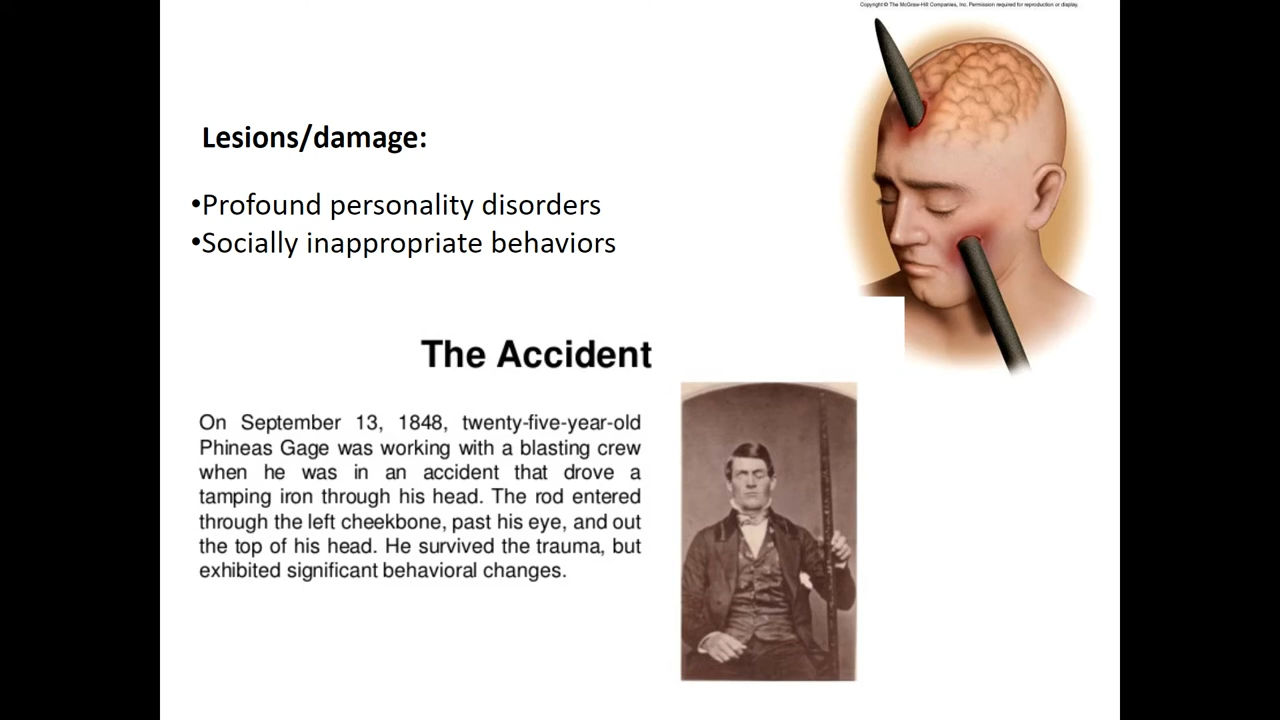 Copyright © The McGraw-Hill Companies, Inc. Permission required for reproduction or display.
Lesions/damage:
•Profound personality disorders
•Socially inappropriate behaviors
The Accident
On September 13, 1848, twenty-five-year-old
Phineas Gage was working with a blasting crew
when he was in an accident that drove a
tamping iron through his head. The rod entered
through the left cheekbone, past his eye, and out
the top of his head. He survived the trauma, but
exhibited significant behavioral changes.